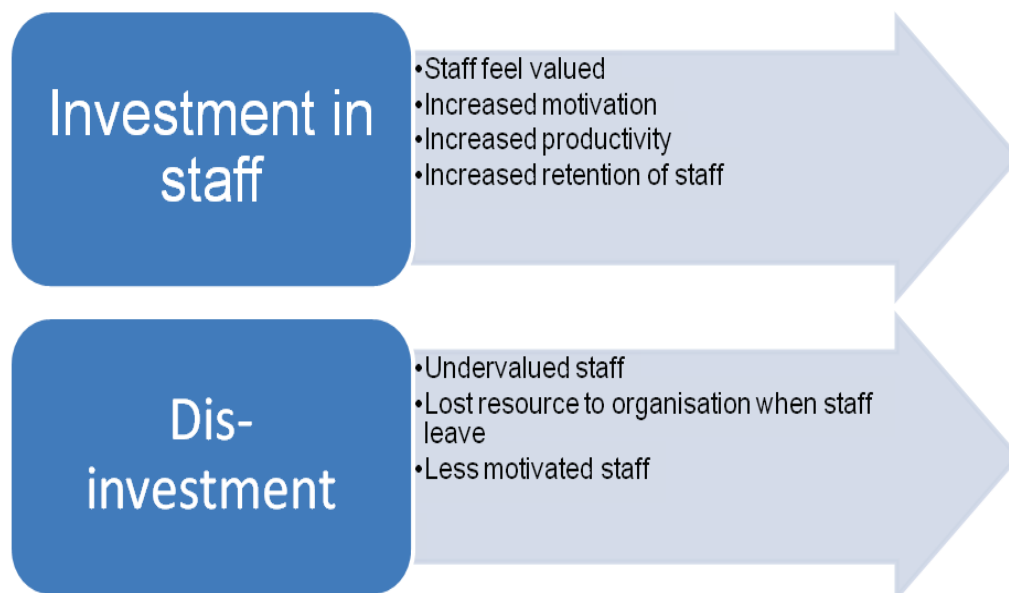 Investment in
staff
•Staff feel valued
•Increased motivation
•Increased productivity
•Increased retention of staff
Dis-
investment
•Undervalued staff
•Lost resource to organisation when staff
leave
•Less motivated staff